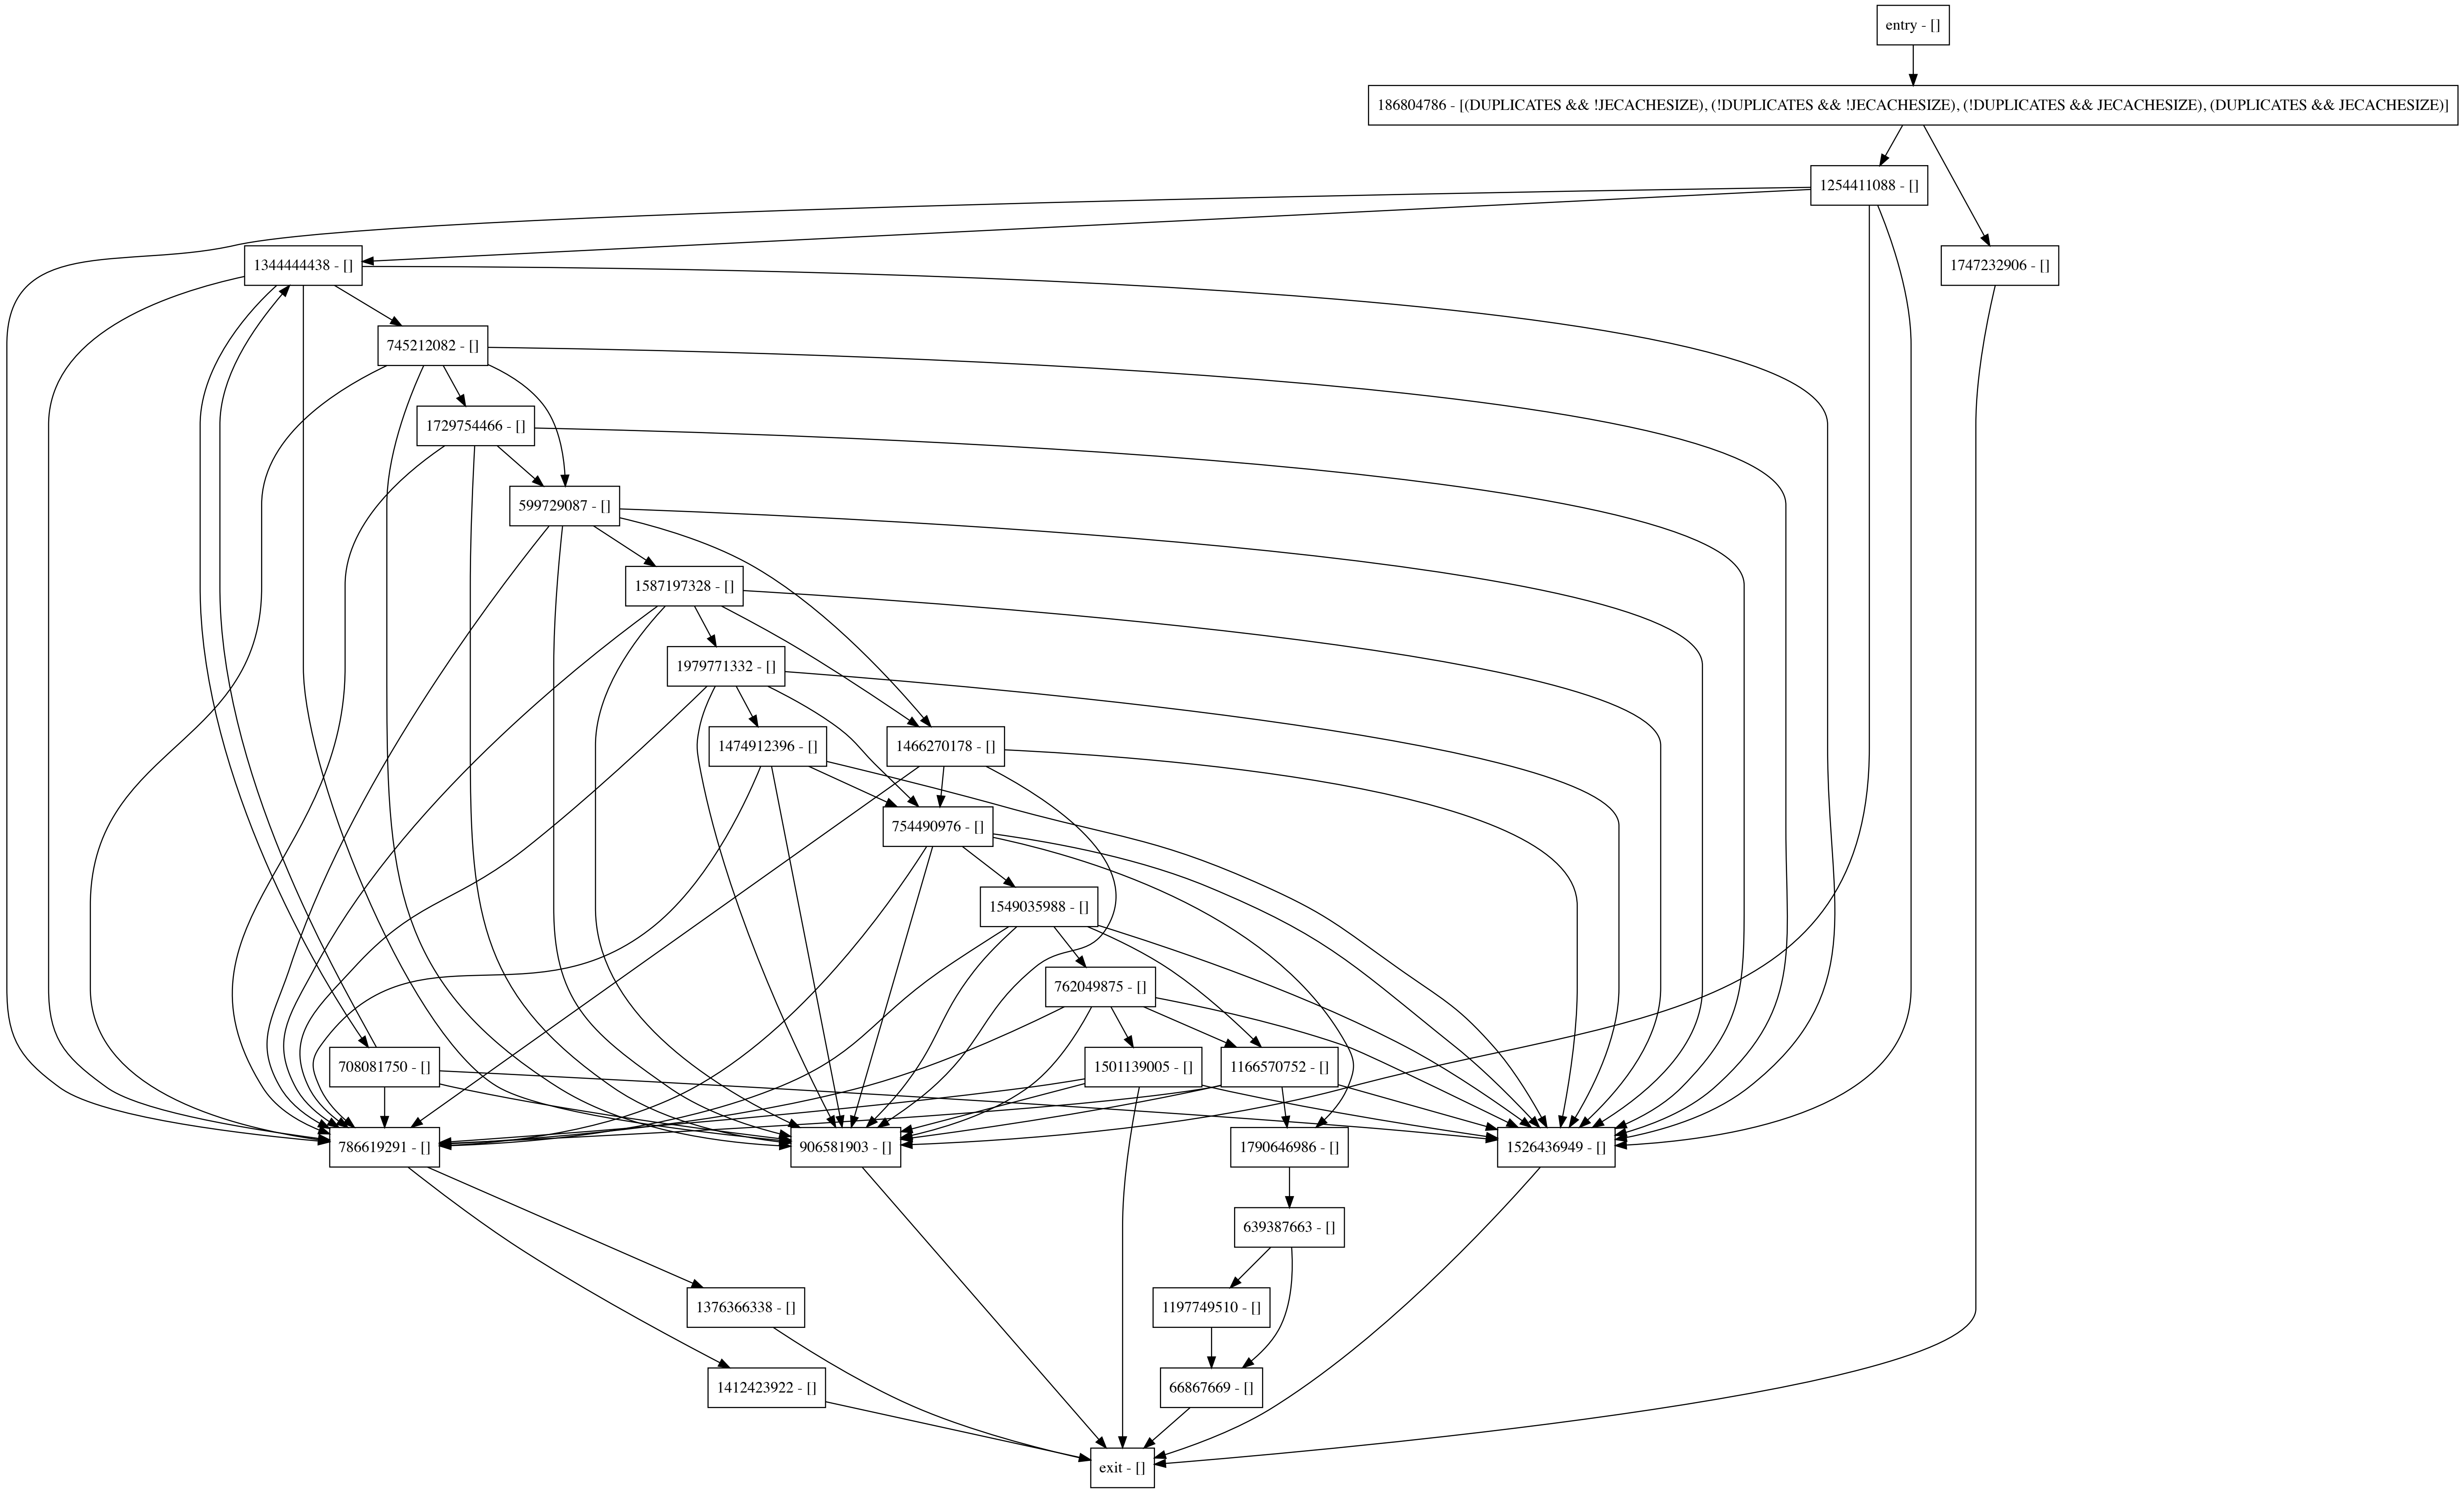 entry - []
186804786 - [(DUPLICATES && !JECACHESIZE), (!DUPLICATES && !JECACHESIZE), (!DUPLICATES && JECACHESIZE), (DUPLICATES && JECACHESIZE)]
1254411088 - []
1344444438 - []
1747232906 - []
745212082 - []
1729754466 - []
599729087 - []
1587197328 - []
1979771332 - []
1474912396 - []
1466270178 - []
754490976 - []
1549035988 - []
762049875 - []
708081750 - []
1501139005 - []
1166570752 - []
786619291 - []
906581903 - []
1790646986 - []
1526436949 - []
639387663 - []
1376366338 - []
1197749510 - []
1412423922 - []
66867669 - []
exit - []